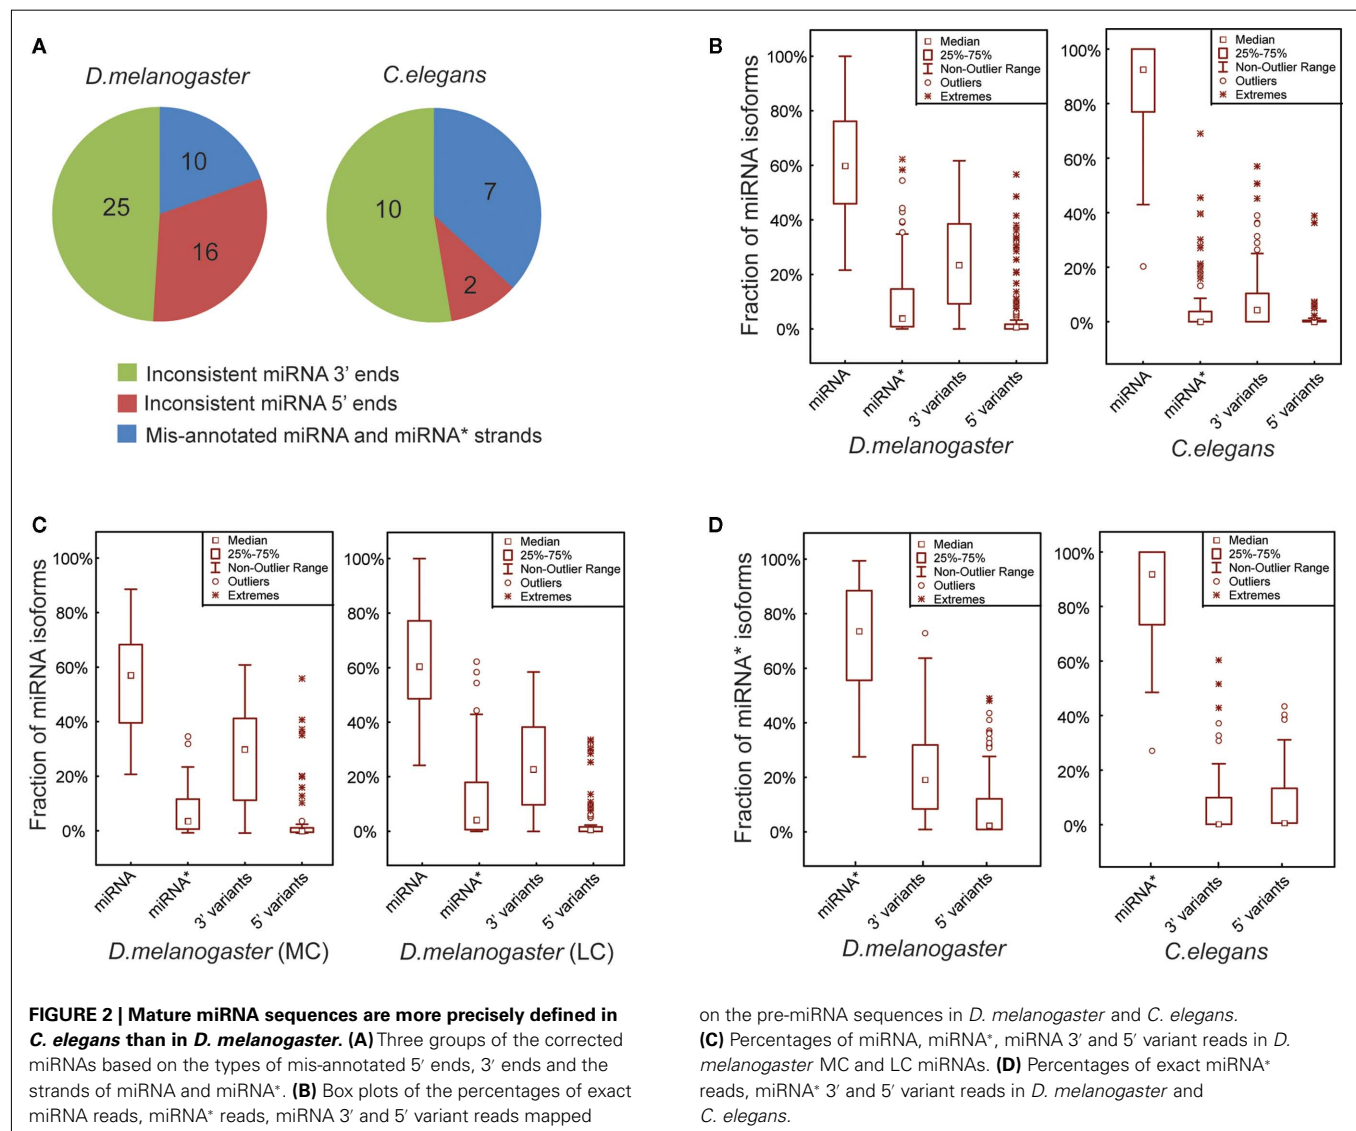 A
D.melanogaster
C.elegans
10
25
16
7
10
2
Inconsistent miRNA 3′ ends
Inconsistent miRNA 5′ ends
Mis-annotated miRNA and miRNA* strands
B
Fraction of miRNA isoforms
100%
80%
60%
40%
20%
0%
Median
25%-75%
Non-Outlier Range
Outliers
Extremes
miRNA
miRNA*
3′ variants
5′ variants
D.melanogaster
100%
80%
60%
40%
20%
0%
Median
25%-75%
Non-Outlier Range
Outliers
Extremes
miRNA
miRNA*
3′ variants
5′ variants
C.elegans
C
Fraction of miRNA isoforms
100%
80%
60%
40%
20%
0%
Median
25%-75%
Non-Outlier Range
Outliers
Extremes
miRNA
miRNA*
3′ variants
5′ variants
D.melanogaster (MC)
100%
80%
60%
40%
20%
0%
Median
25%-75%
Non-Outlier Range
Outliers
Extremes
miRNA
miRNA*
3′ variants
5′ variants
D.melanogaster (LC)
D
Fraction of miRNA* isoforms
100%
80%
60%
40%
20%
0%
Median
25%-75%
Non-Outlier Range
Outliers
Extremes
miRNA*
3′ variants
5′ variants
D.melanogaster
100%
80%
60%
40%
20%
0%
Median
25%-75%
Non-Outlier Range
Outliers
Extremes
miRNA*
3′ variants
5′ variants
C.elegans
FIGURE 2 | Mature miRNA sequences are more precisely defined in
C. elegans than in D. melanogaster. (A) Three groups of the corrected
miRNAs based on the types of mis-annotated 5′ ends, 3′ ends and the
strands of miRNA and miRNA*. (B) Box plots of the percentages of exact
miRNA reads, miRNA* reads, miRNA 3′ and 5′ variant reads mapped
on the pre-miRNA sequences in D. melanogaster and C. elegans.
(C) Percentages of miRNA, miRNA*, miRNA 3′ and 5′ variant reads in D.
melanogaster MC and LC miRNAs. (D) Percentages of exact miRNA*
reads, miRNA* 3′ and 5′ variant reads in D. melanogaster and
C. elegans.